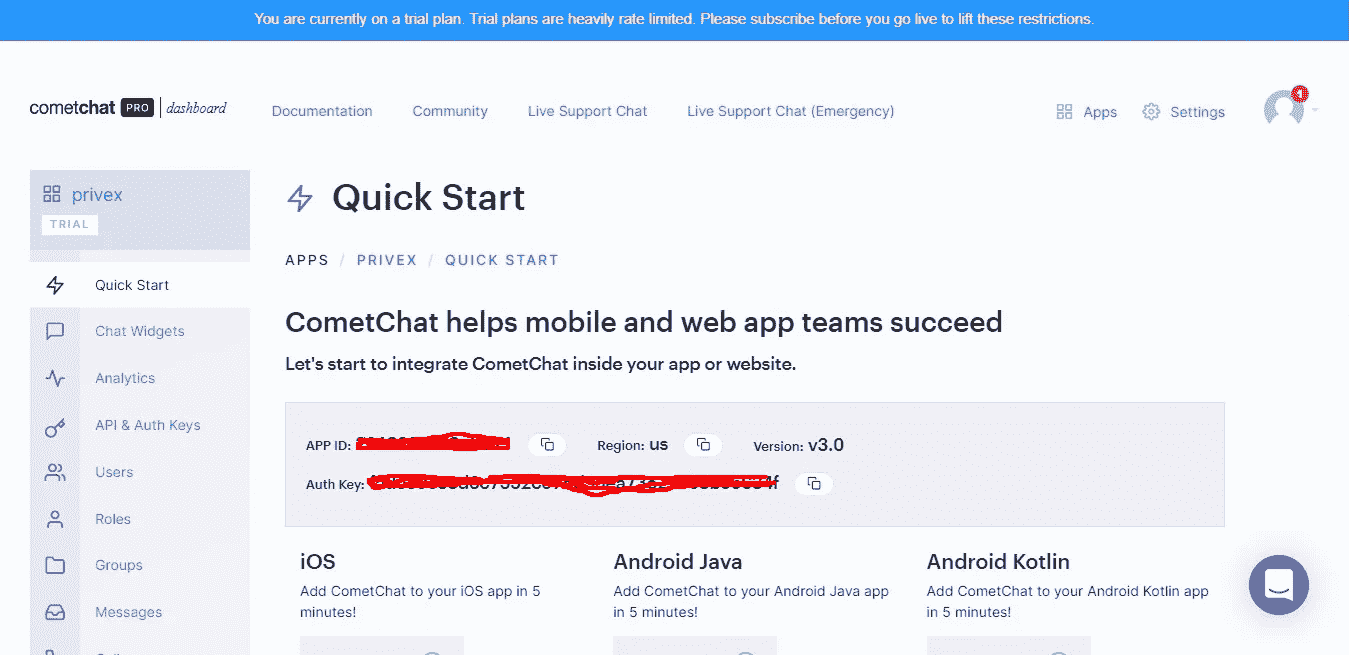 You are currently on a trial plan. Trial plans are heavily rate limited. Please subscribe before you go live to lift these restrictions.
cometchat PRO | dashboard
Documentation
Community
Live Support Chat
Live Support Chat (Emergency)
Apps
Settings
1
privex
TRIAL
Quick Start
Chat Widgets
Analytics
API & Auth Keys
Users
Roles
Groups
Messages
Quick Start
APPS / PRIVEX / QUICK START
CometChat helps mobile and web app teams succeed
Let's start to integrate CometChat inside your app or website.
APP ID:
Region: us
Version: v3.0
Auth Key:
iOS
Add CometChat to your iOS app in 5
minutes!
Android Java
Add CometChat to your Android Java app
in 5 minutes!
Android Kotlin
Add CometChat to your Android Kotlin app
in 5 minutes!